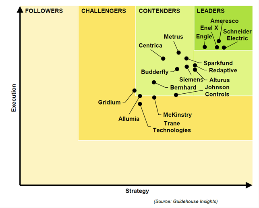 FOLLOWERS
CHALLENGERS
CONTENDERS
LEADERS
Ameresco
Enel X
Schneider
Electric
Engie
Metrus
Centrica
Sparkfund
Redaptive
Budderfly
Siemens
Alturus
Bernhard
Johnson
Controls
Gridium
McKinstry
Allumia
Trane
Technologies
Execution
Strategy
(Source: Guidehouse Insights)